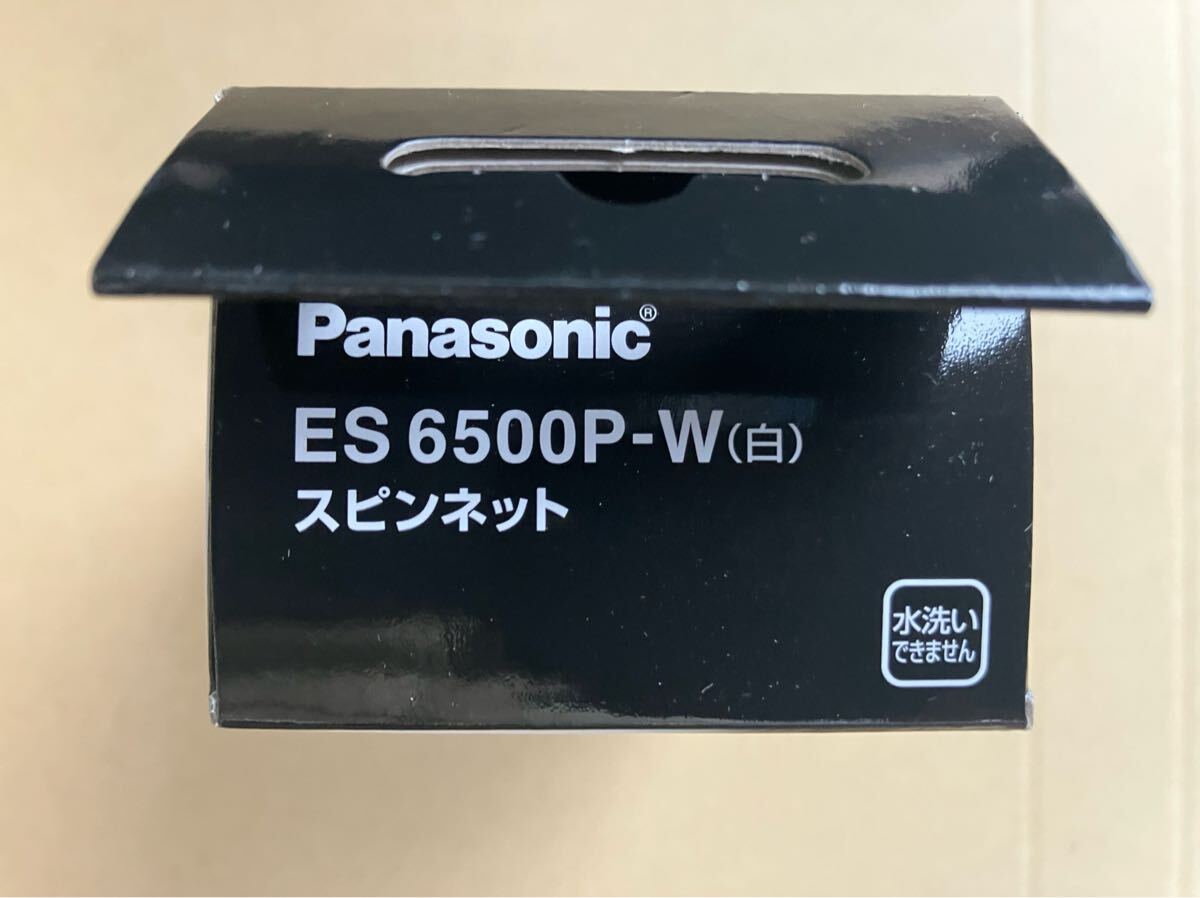 Panasonic®
ES 6500P-W(白)
スピンネット
水洗い
できません